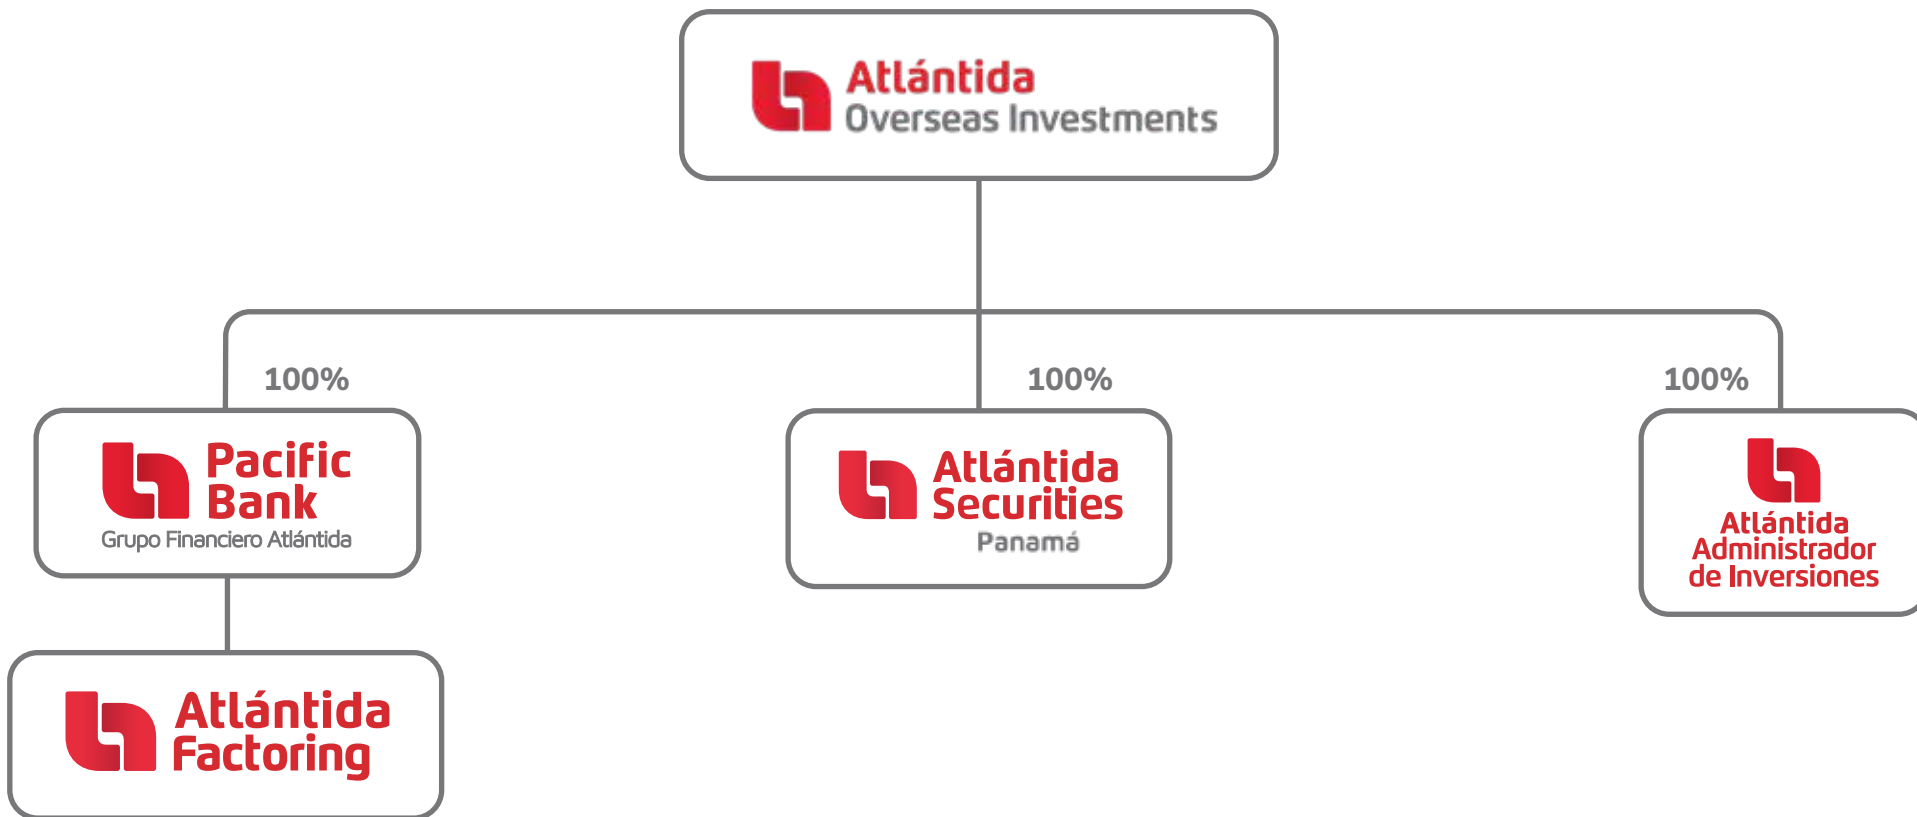 Atlántida
Overseas Investments
100%
100%
100%
Pacific
Bank
Grupo Financiero Atlántida
Atlántida
Securities
Panamá
Atlántida
Administrador
de Inversiones
Atlántida
Factoring